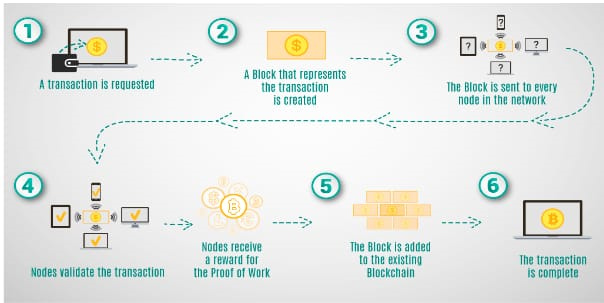 1
2
3
A transaction is requested
A Block that represents
the transaction
is created
The Block is sent to every
node in the network
$
$
$
?
?
?
?
4
5
6
Nodes validate the transaction
Nodes receive
a reward for
the Proof of Work
The Block is added
to the existing
Blockchain
The transaction
is complete
$
$